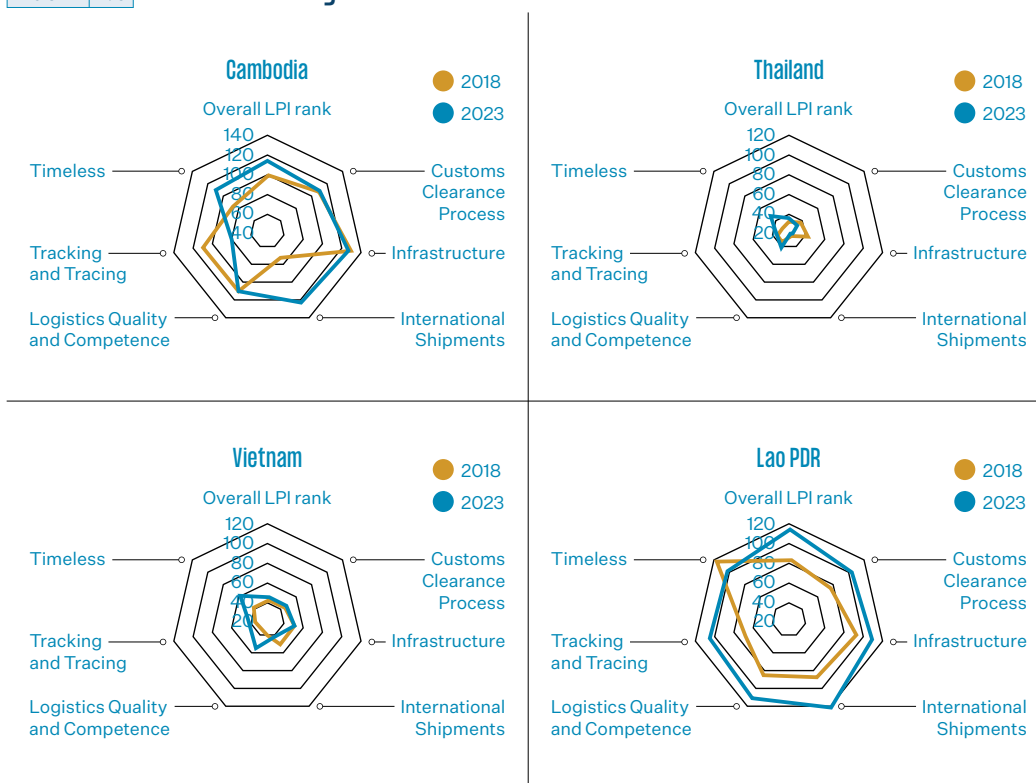 Cambodia
2018
2023
Overall LPI rank
140
120
100
80
60
40
Timeless
Customs
Clearance
Process
Tracking
and Tracing
Infrastructure
Logistics Quality
and Competence
International
Shipments
Thailand
2018
2023
Overall LPI rank
120
100
80
60
40
20
Timeless
Customs
Clearance
Process
Tracking
and Tracing
Infrastructure
Logistics Quality
and Competence
International
Shipments
Vietnam
2018
2023
Overall LPI rank
120
100
80
60
40
20
Timeless
Customs
Clearance
Process
Tracking
and Tracing
Infrastructure
Logistics Quality
and Competence
International
Shipments
Lao PDR
2018
2023
Overall LPI rank
120
100
80
60
40
20
Timeless
Customs
Clearance
Process
Tracking
and Tracing
Infrastructure
Logistics Quality
and Competence
International
Shipments